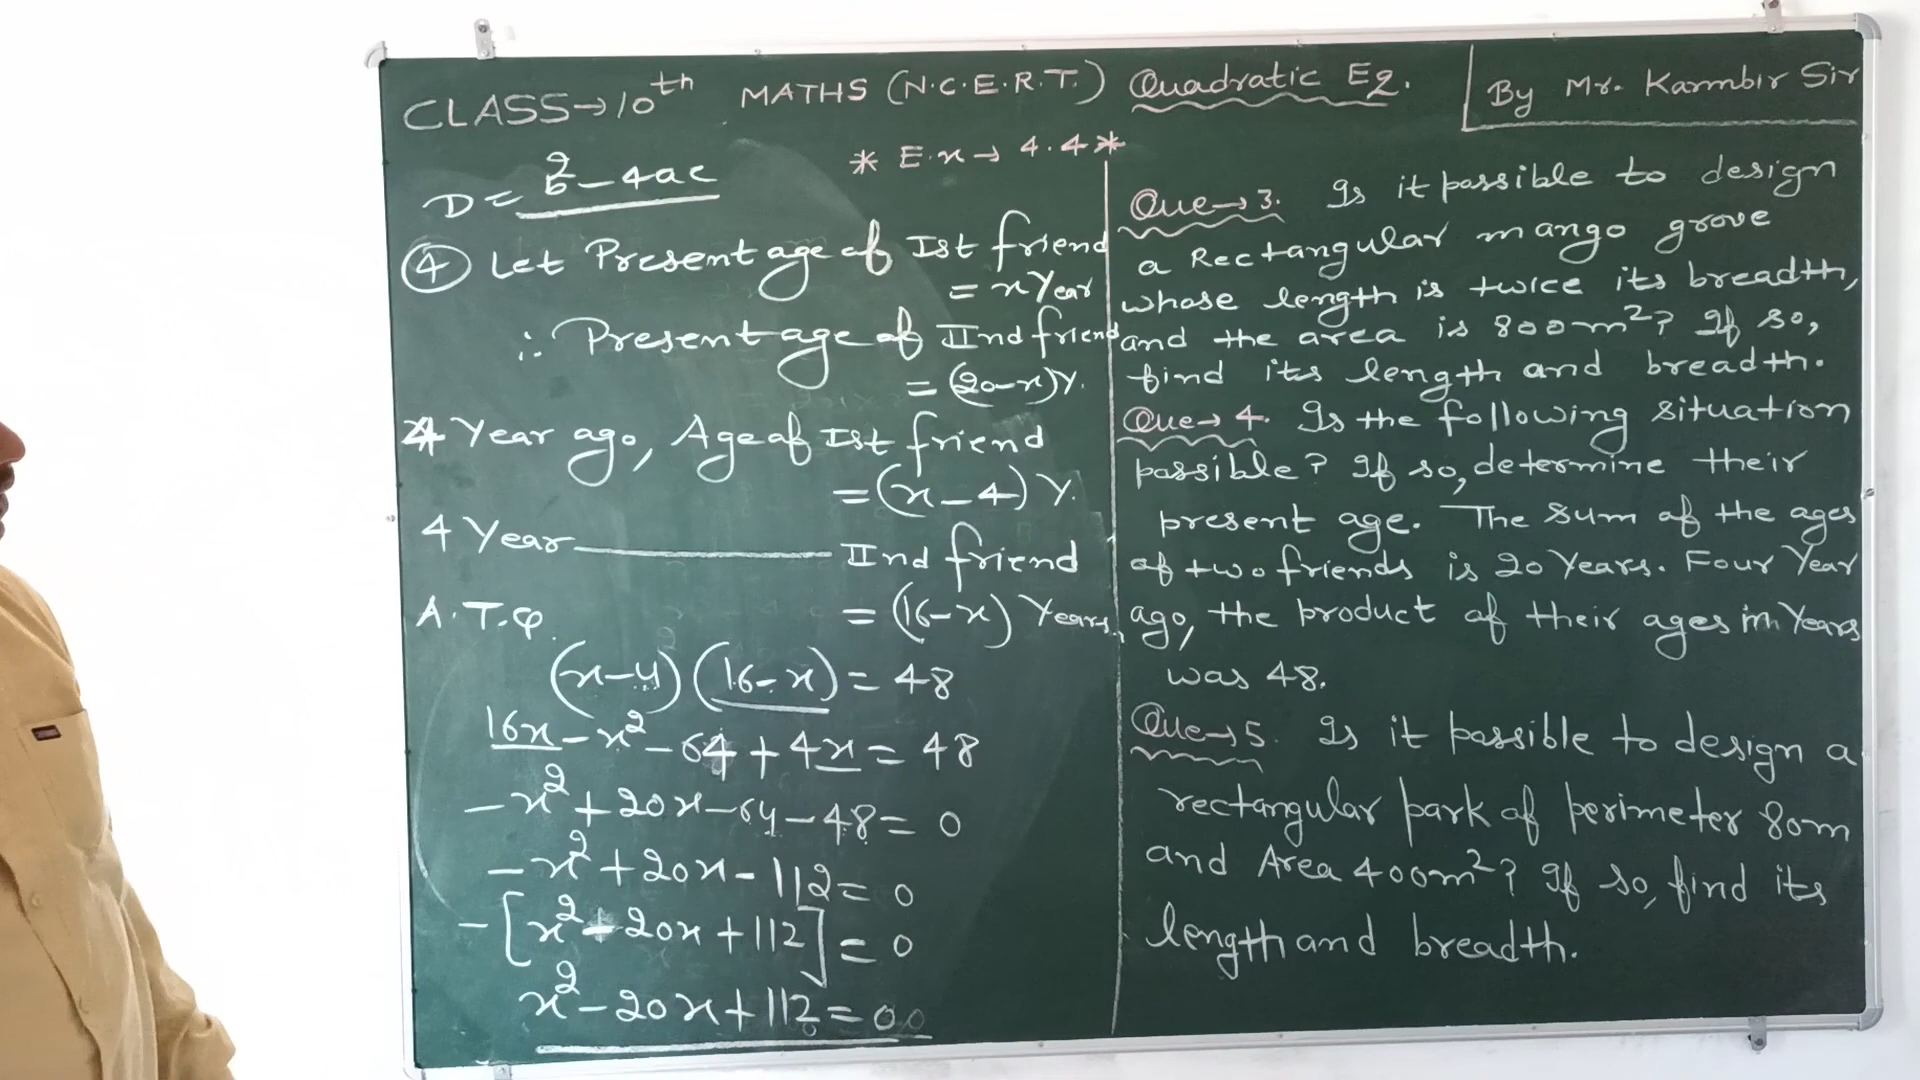 CLASS→10th MATHS (N.C.E.R.T.) Quadratic Eq.
By Mr. Karmbir Sir
* E.x→ 4.4 *
D = b²-4ac
④ Let Present age of Ist friend
= x Year
∴ Present age of IInd friend
= (20-x)Y.
4 Year ago, Age of Ist friend
= (x-4) Y.
4 Year ———— IInd friend
= (16-x) Years.
A.T.Q.
(x-4)(16-x) = 48
16x - x² - 64 + 4x = 48
-x² + 20x - 64 - 48 = 0
-x² + 20x - 112 = 0
-[x² - 20x + 112] = 0
x² - 20x + 112 = 0
Que→3. Is it possible to design
a Rectangular mango grove
whose length is twice its breadth,
and the area is 800m²? If so,
find its length and breadth.
Que→4. Is the following situation
possible? If so, determine their
present age. The sum of the ages
of two friends is 20 Years. Four Year
ago, the product of their ages in Years
was 48.
Que→5. Is it possible to design a
rectangular park of perimeter 80m
and Area 400m²? If so, find its
length and breadth.